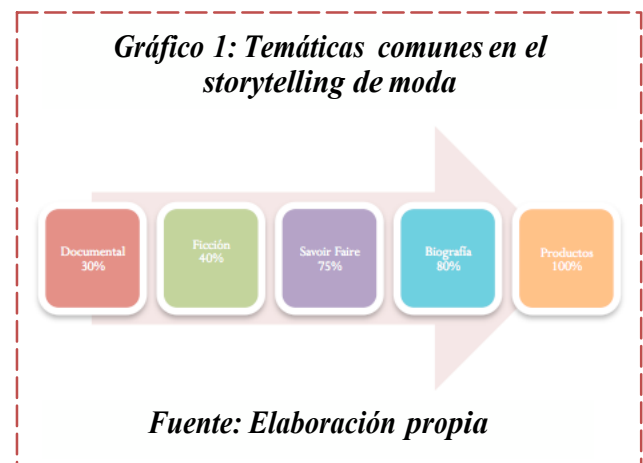 Gráfico 1: Temáticas comunes en el
storytelling de moda
Documental
30%
Ficción
40%
Savoir Faire
75%
Biografía
80%
Productos
100%
Fuente: Elaboración propia